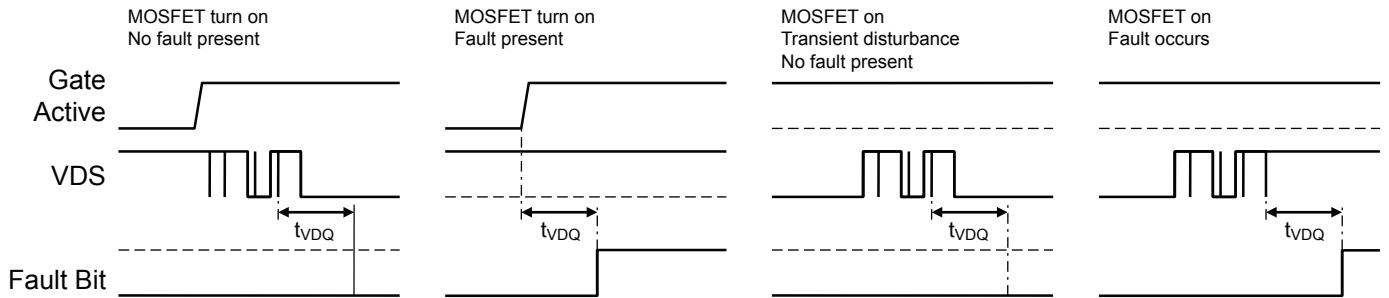 MOSFET turn on
No fault present
MOSFET turn on
Fault present
MOSFET on
Transient disturbance
No fault present
MOSFET on
Fault occurs
Gate
Active
VDS
tVDQ
tVDQ
tVDQ
tVDQ
Fault Bit